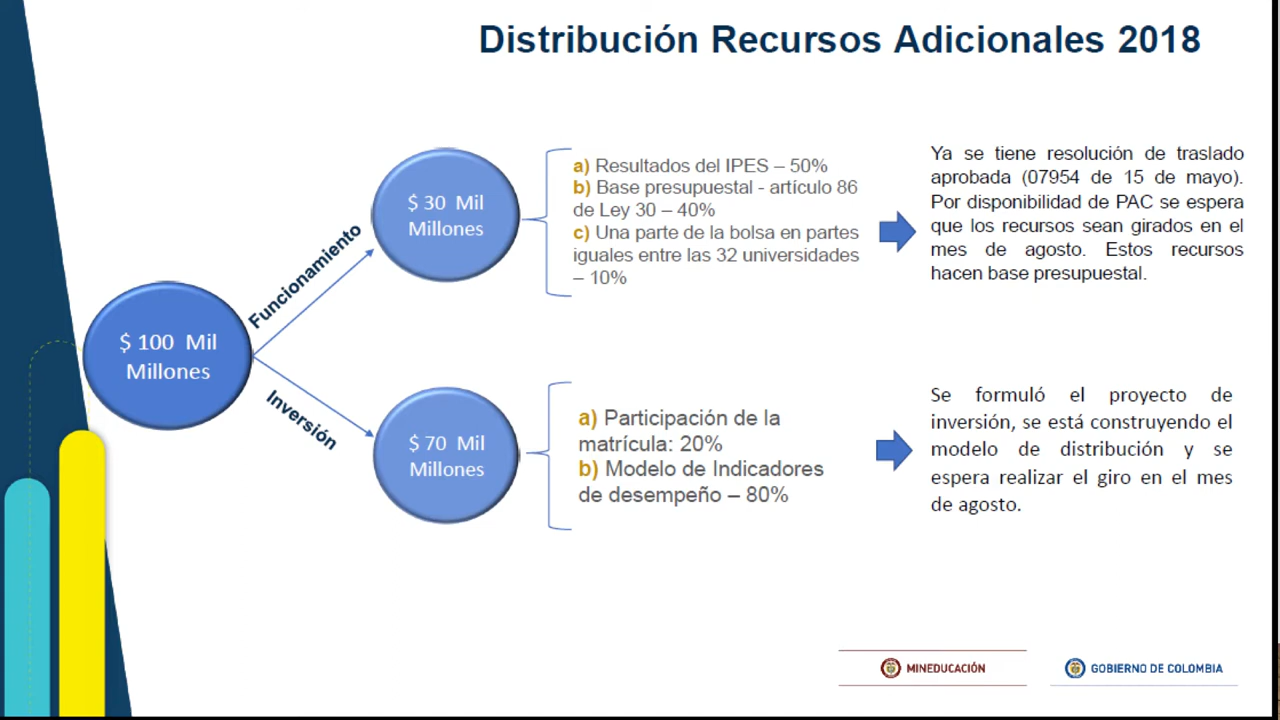 Distribución Recursos Adicionales 2018
$ 100 Mil
Millones
Funcionamiento
$ 30 Mil
Millones
a) Resultados del IPES – 50%
b) Base presupuestal - artículo 86
de Ley 30 – 40%
c) Una parte de la bolsa en partes
iguales entre las 32 universidades
– 10%
Ya se tiene resolución de traslado
aprobada (07954 de 15 de mayo).
Por disponibilidad de PAC se espera
que los recursos sean girados en el
mes de agosto. Estos recursos
hacen base presupuestal.
Inversión
$ 70 Mil
Millones
a) Participación de la
matrícula: 20%
b) Modelo de Indicadores
de desempeño – 80%
Se formuló el proyecto de
inversión, se está construyendo el
modelo de distribución y se
espera realizar el giro en el mes
de agosto.
MINEDUCACIÓN
GOBIERNO DE COLOMBIA